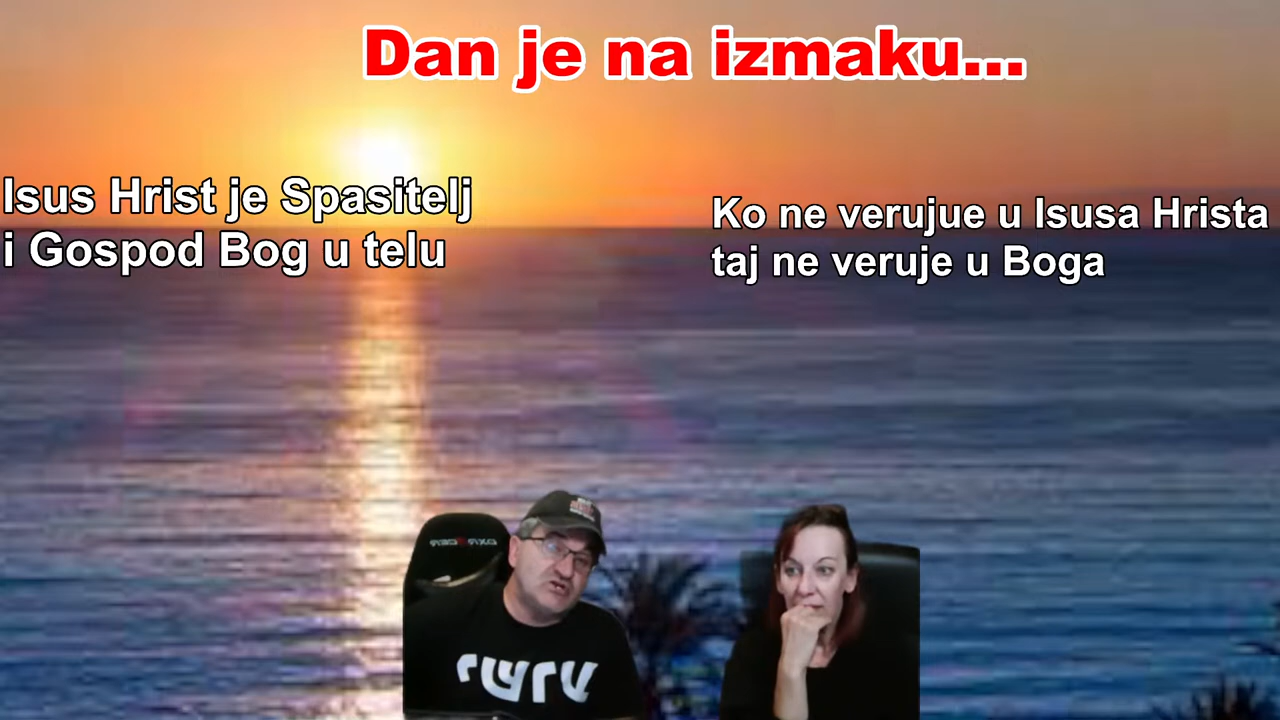 Dan je na izmaku...
Isus Hrist je Spasitelj
i Gospod Bog u telu
Ko ne verujue u Isusa Hrista
taj ne veruje u Boga